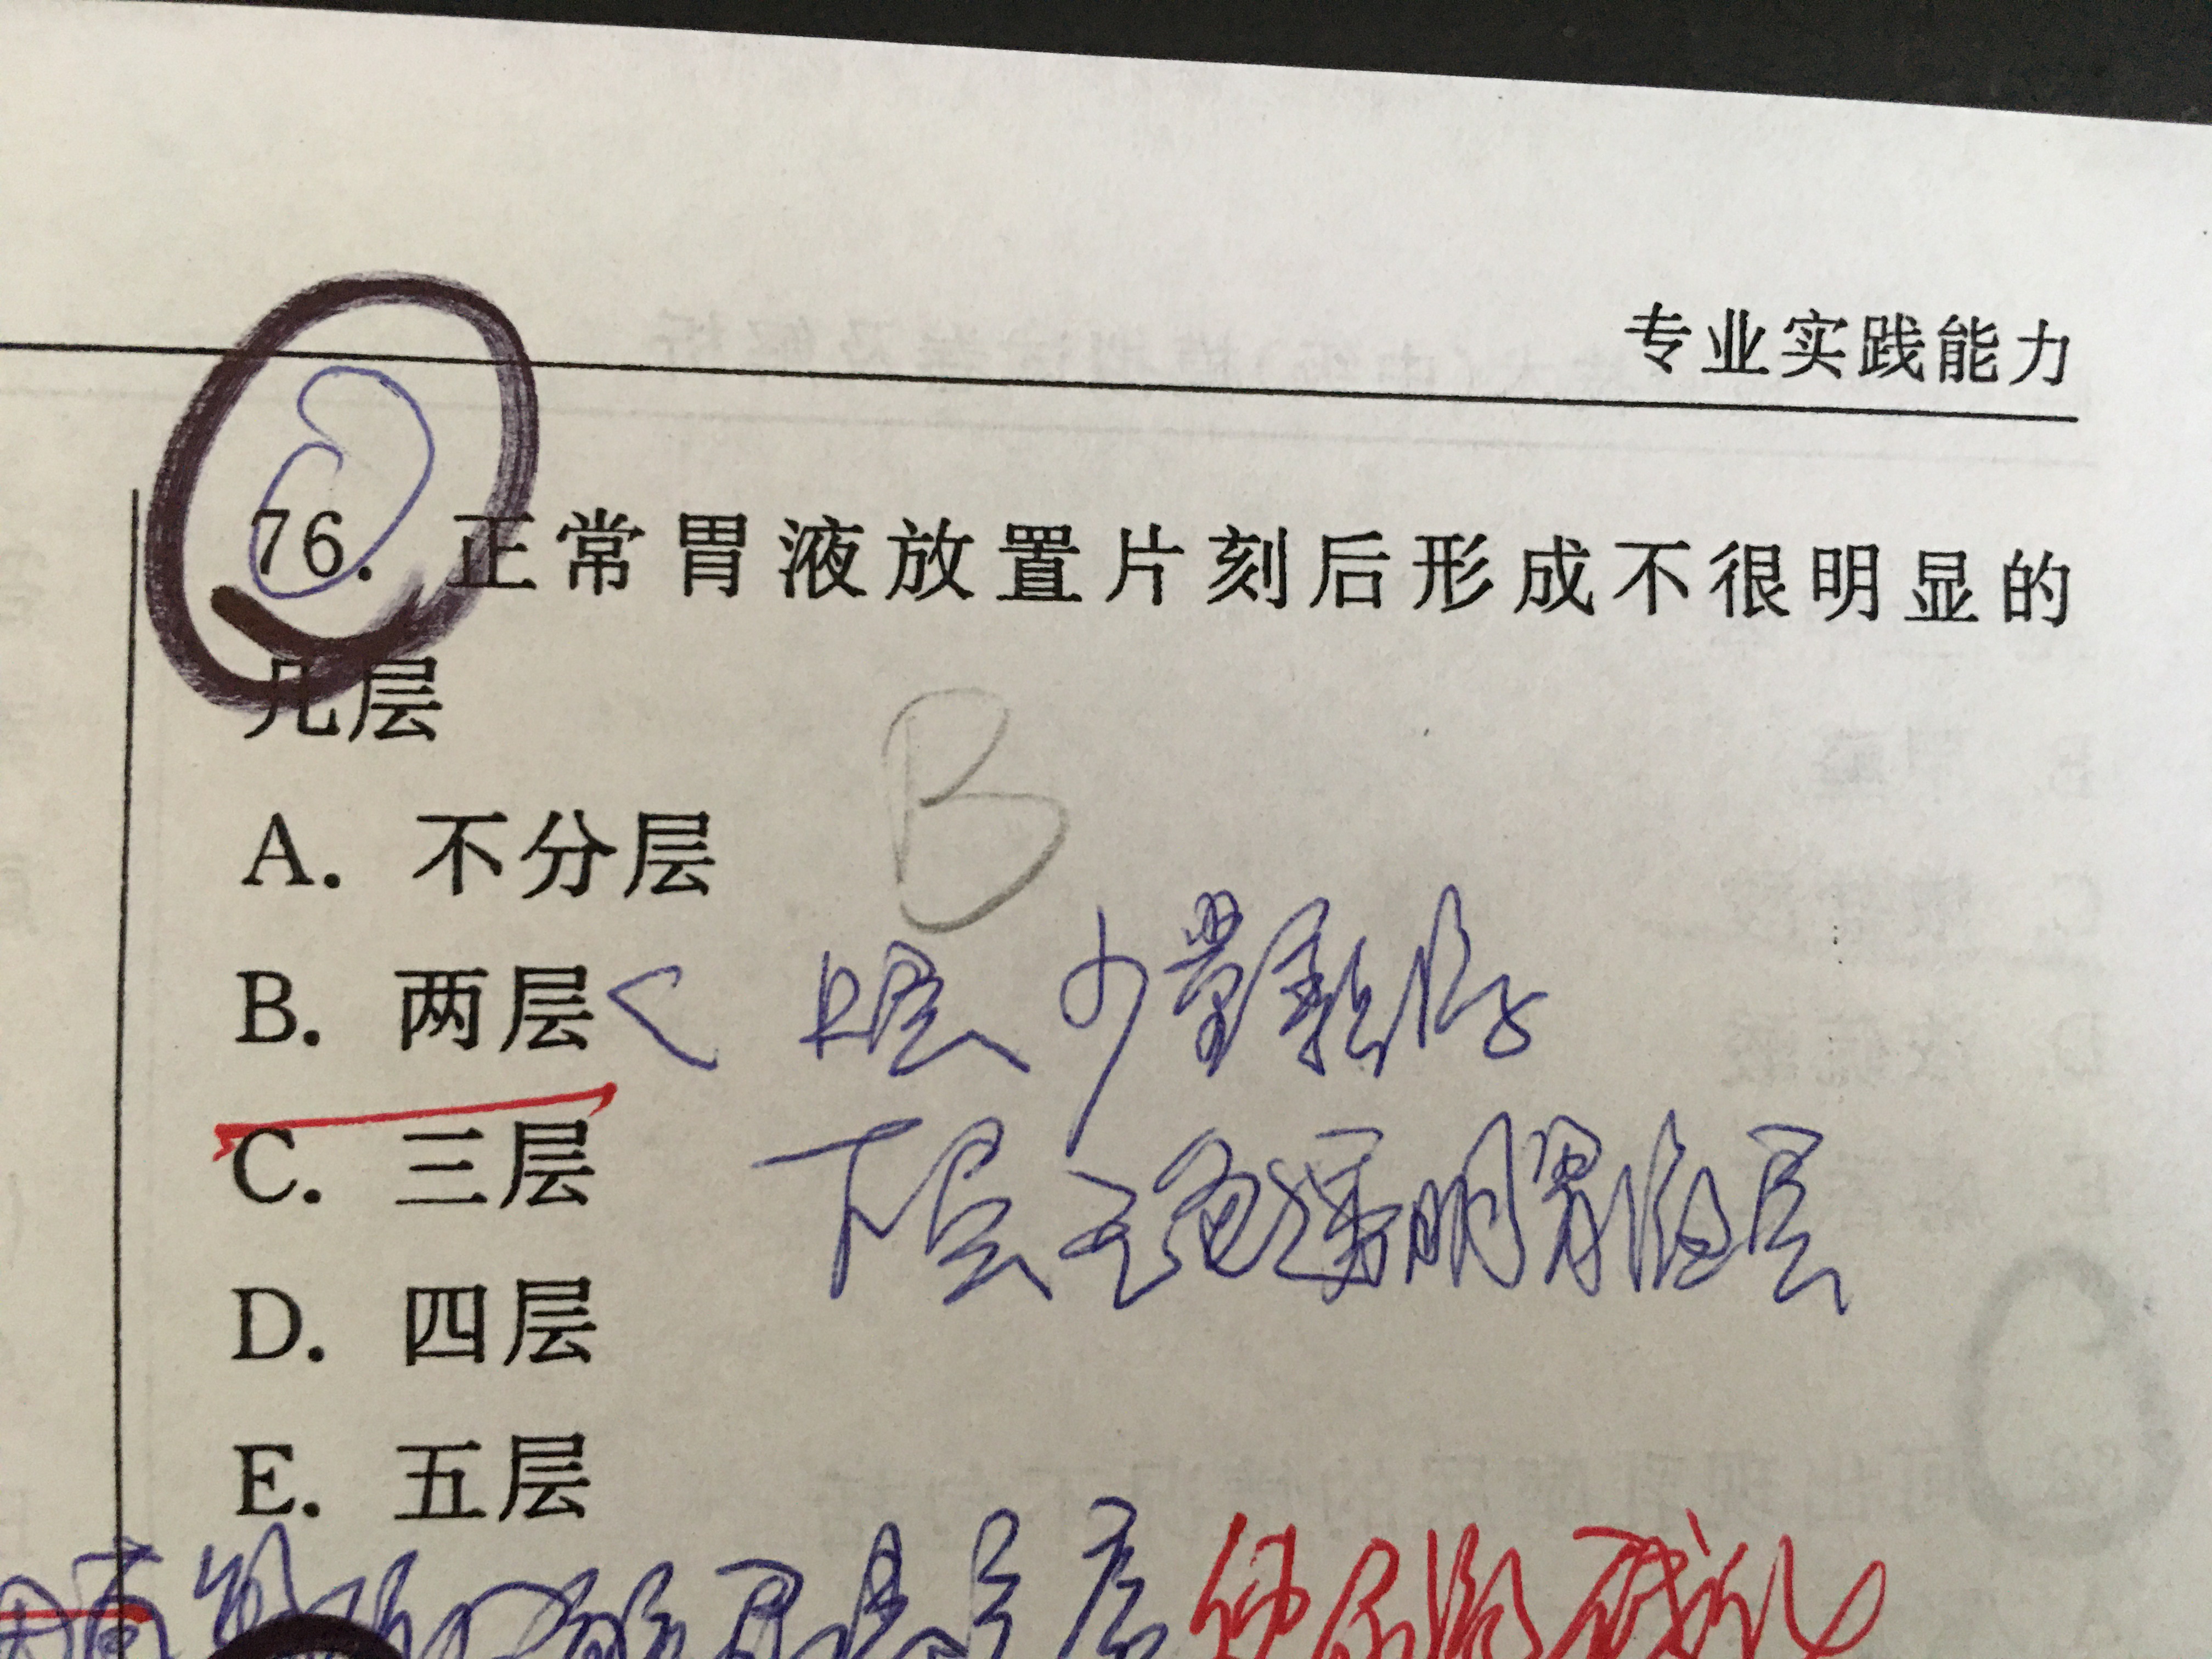 专业实践能力
76. 正常胃液放置片刻后形成不很明显的
几层
B
A. 不分层
B. 两层 < 上层 少量黏液
C. 三层
下层 无色透明胃液层
D. 四层
E. 五层